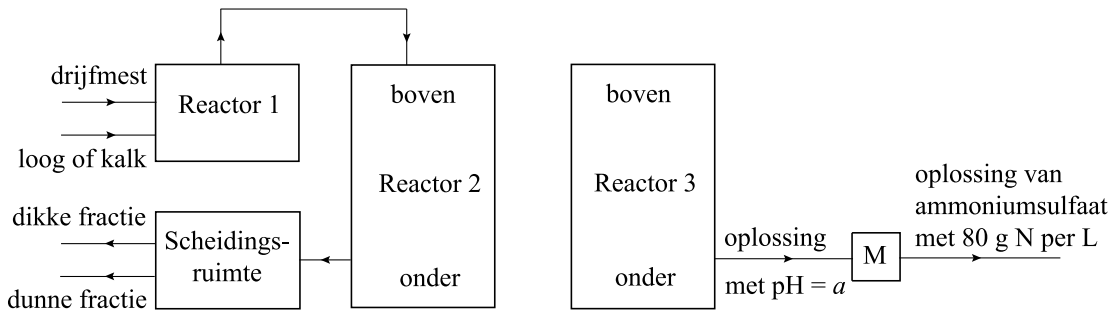 drijfmest
loog of kalk
Reactor 1
boven
Reactor 2
onder
dikke fractie
dunne fractie
Scheidings-
ruimte
boven
Reactor 3
onder
oplossing
met pH = a
M
oplossing van
ammoniumsulfaat
met 80 g N per L